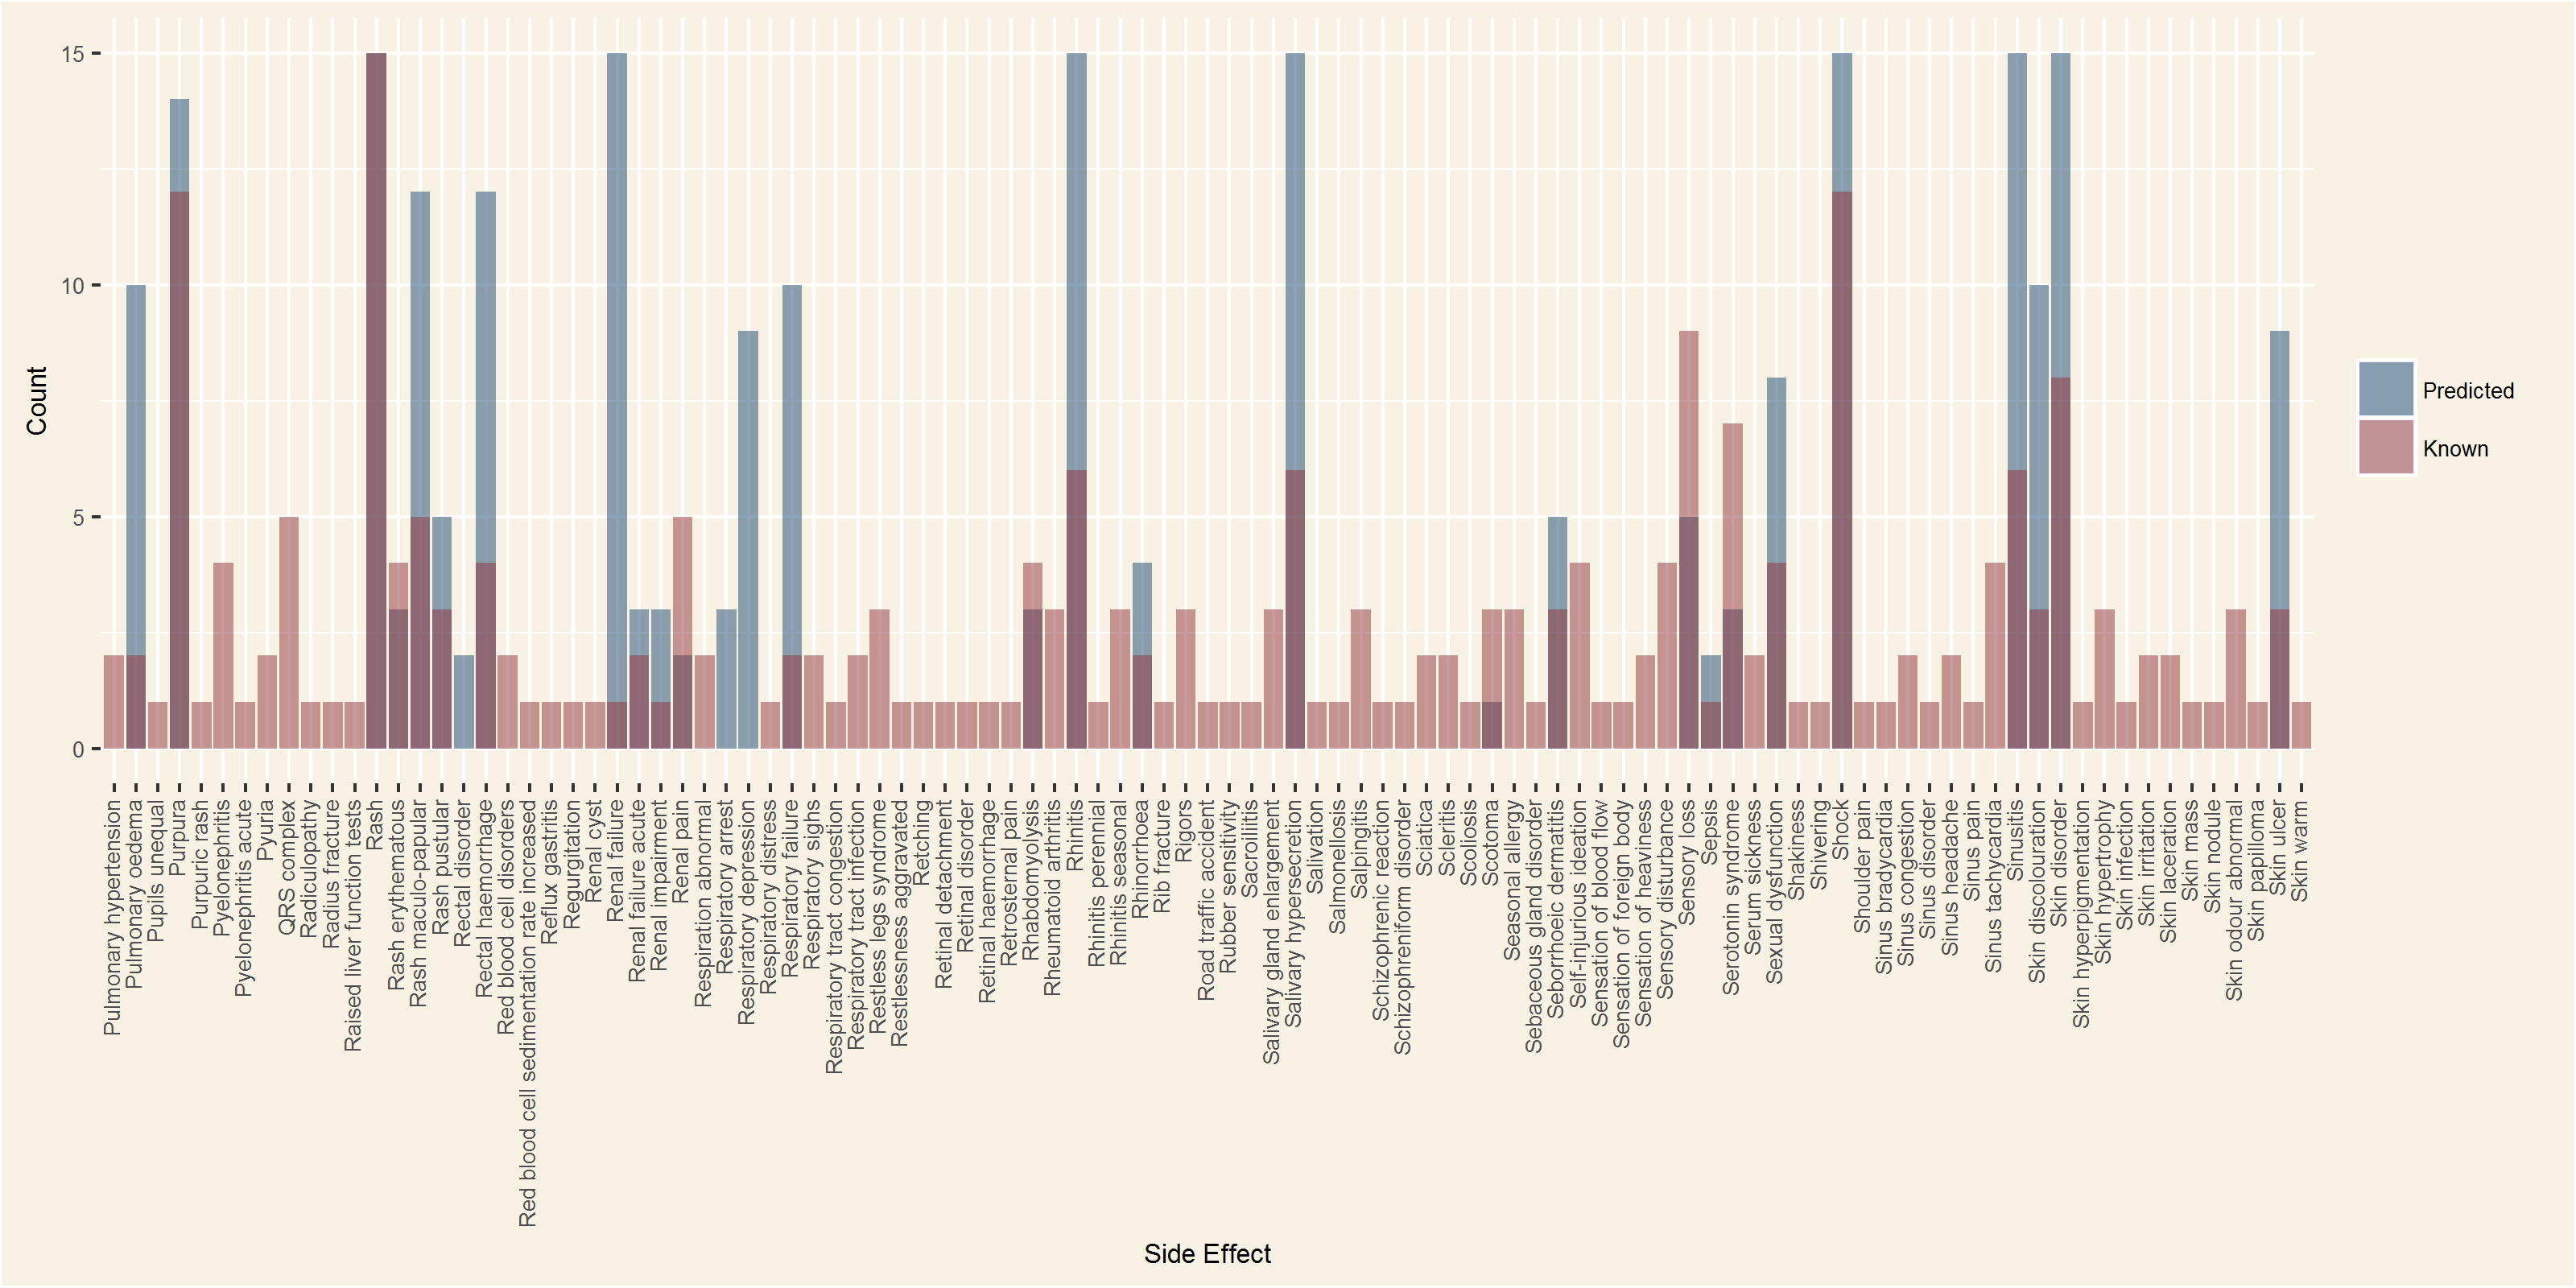 15
10
5
0
Count
Pulmonary hypertension
Pulmonary oedema
Pupils unequal
Purpura
Purpuric rash
Pyelonephritis
Pyelonephritis acute
Pyuria
QRS complex
Radiculopathy
Radius fracture
Raised liver function tests
Rash
Rash erythematous
Rash maculo-papular
Rash pustular
Rectal disorder
Rectal haemorrhage
Red blood cell disorders
Red blood cell sedimentation rate increased
Reflux gastritis
Regurgitation
Renal cyst
Renal failure
Renal failure acute
Renal impairment
Renal pain
Respiration abnormal
Respiratory arrest
Respiratory depression
Respiratory distress
Respiratory failure
Respiratory sighs
Respiratory tract congestion
Respiratory tract infection
Restless legs syndrome
Restlessness aggravated
Retching
Retinal detachment
Retinal disorder
Retinal haemorrhage
Retrosternal pain
Rhabdomyolysis
Rheumatoid arthritis
Rhinitis
Rhinitis perennial
Rhinitis seasonal
Rhinorrhoea
Rib fracture
Rigors
Road traffic accident
Rubber sensitivity
Sacroiliitis
Salivary gland enlargement
Salivary hypersecretion
Salivation
Salmonellosis
Salpingitis
Schizophrenic reaction
Schizophreniform disorder
Sciatica
Scleritis
Scoliosis
Scotoma
Seasonal allergy
Sebaceous gland disorder
Seborrhoeic dermatitis
Self-injurious ideation
Sensation of blood flow
Sensation of foreign body
Sensation of heaviness
Sensory disturbance
Sensory loss
Sepsis
Serotonin syndrome
Serum sickness
Sexual dysfunction
Shakiness
Shivering
Shock
Shoulder pain
Sinus bradycardia
Sinus congestion
Sinus disorder
Sinus headache
Sinus pain
Sinus tachycardia
Sinusitis
Skin discolouration
Skin disorder
Skin hyperpigmentation
Skin hypertrophy
Skin infection
Skin irritation
Skin laceration
Skin mass
Skin nodule
Skin odour abnormal
Skin papilloma
Skin ulcer
Skin warm
Side Effect
Predicted
Known